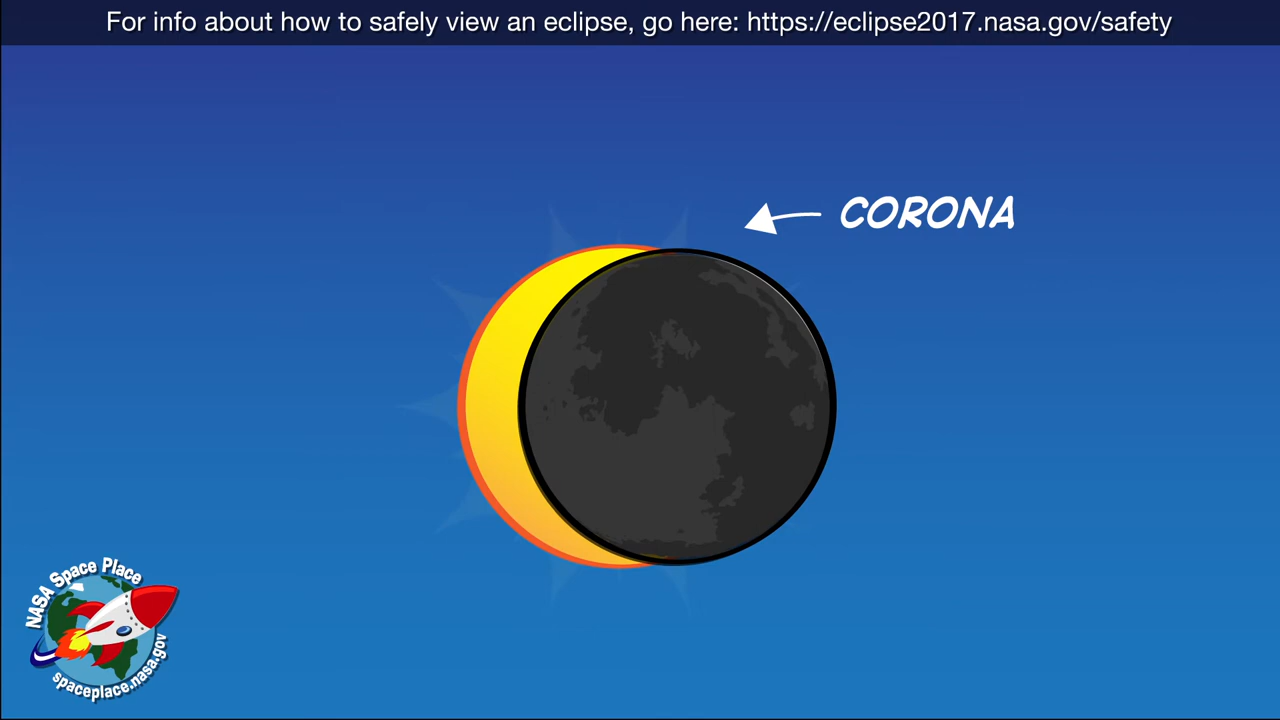 For info about how to safely view an eclipse, go here: https://eclipse2017.nasa.gov/safety
CORONA
NASA Space Place
spaceplace.nasa.gov